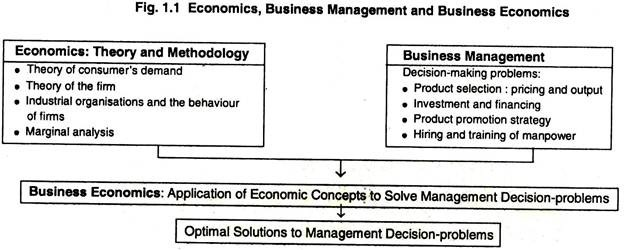 Fig. 1.1 Economics, Business Management and Business Economics
Economics: Theory and Methodology
• Theory of consumer's demand
• Theory of the firm
• Industrial organisations and the behaviour
of firms
• Marginal analysis
Business Management
Decision-making problems:
• Product selection : pricing and output
• Investment and financing
• Product promotion strategy
• Hiring and training of manpower
Business Economics: Application of Economic Concepts to Solve Management Decision-problems
Optimal Solutions to Management Decision-problems